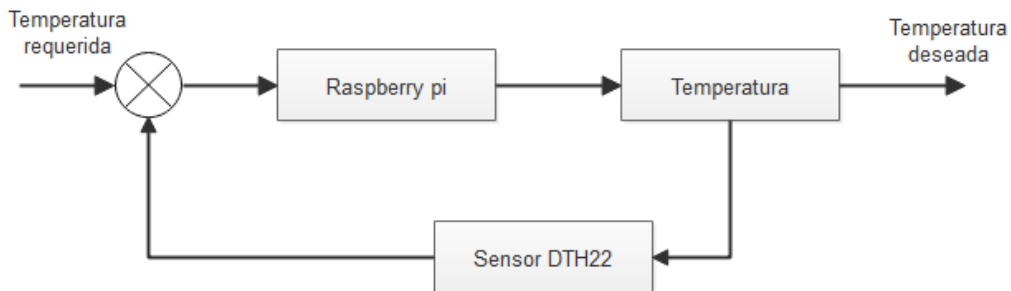 Temperatura
requerida
Raspberry pi
Temperatura
Temperatura
deseada
Sensor DTH22